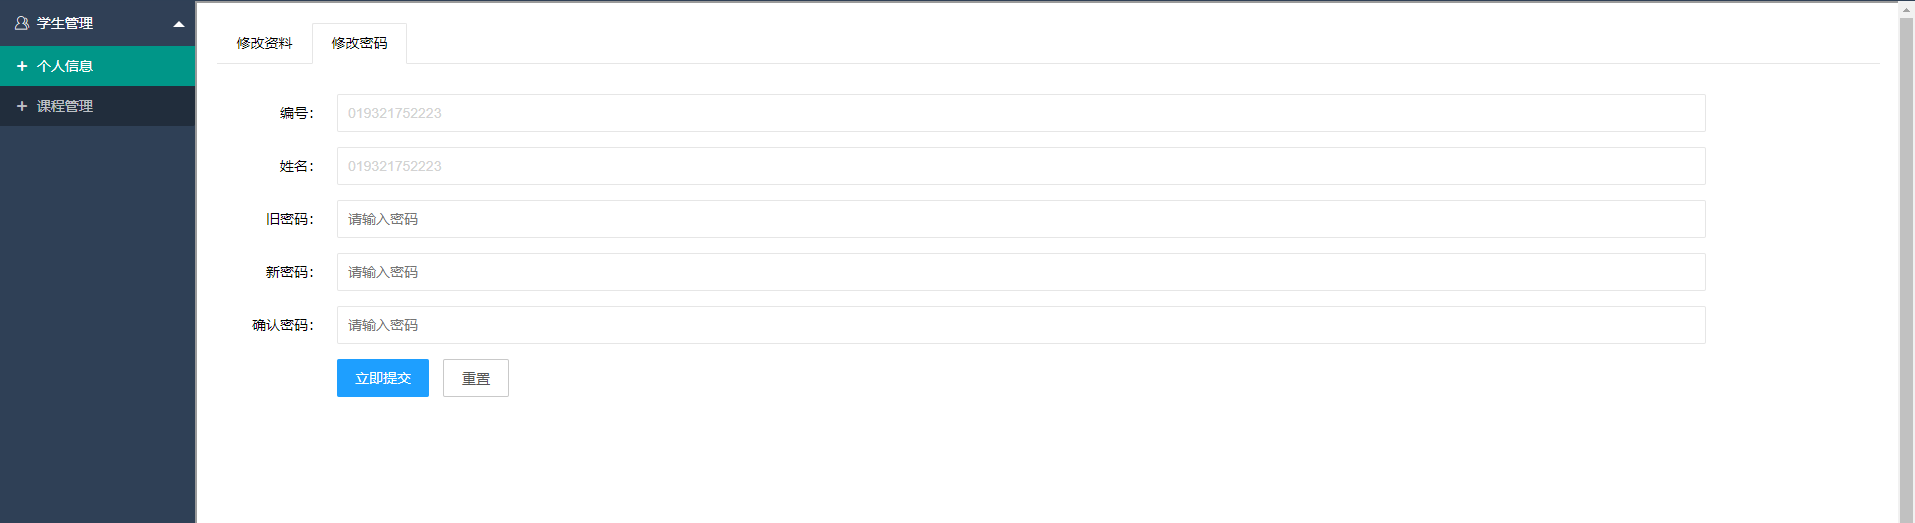 学生管理
个人信息
课程管理
修改资料
修改密码
编号：
019321752223
姓名：
019321752223
旧密码：
请输入密码
新密码：
请输入密码
确认密码：
请输入密码
立即提交
重置